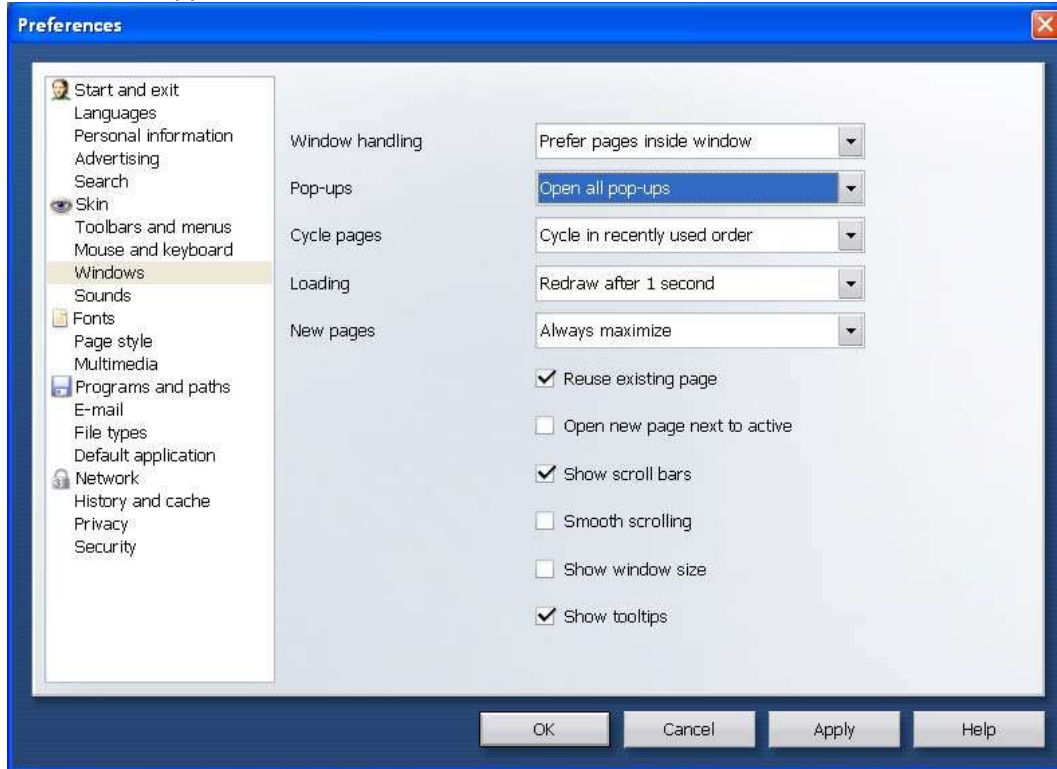 Preferences
Start and exit
Languages
Personal information
Advertising
Search
Skin
Toolbars and menus
Mouse and keyboard
Windows
Sounds
Fonts
Page style
Multimedia
Programs and paths
E-mail
File types
Default application
Network
History and cache
Privacy
Security
Window handling Prefer pages inside window
Pop-ups Open all pop-ups
Cycle pages Cycle in recently used order
Loading Redraw after 1 second
New pages Always maximize
Reuse existing page
Open new page next to active
Show scroll bars
Smooth scrolling
Show window size
Show tooltips
OK Cancel Apply Help